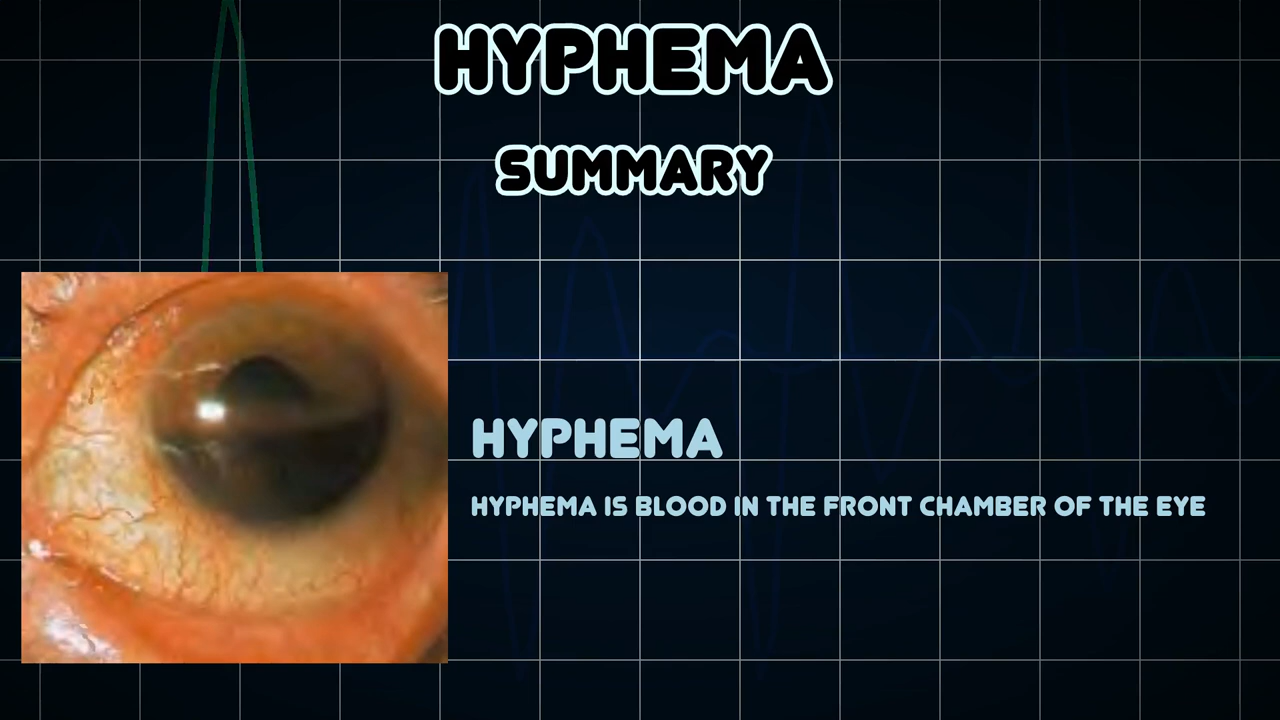 HYPHEMA
SUMMARY
HYPHEMA
HYPHEMA IS BLOOD IN THE FRONT CHAMBER OF THE EYE